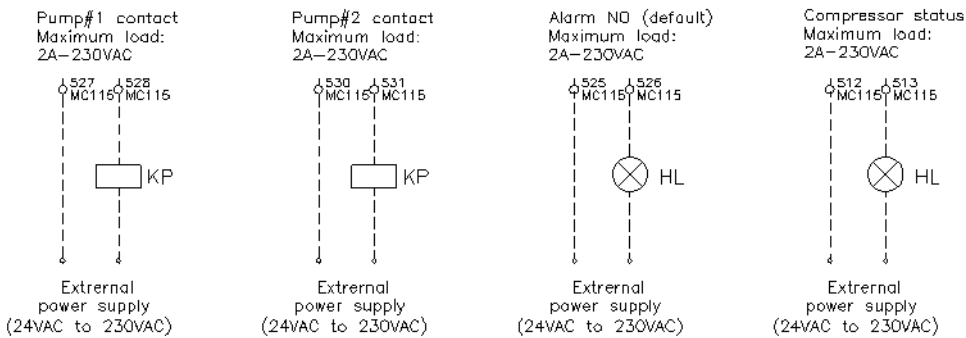 Pump#1 contact
Maximum load:
2A-230VAC
527
528
MC115
MC115
KP
Extrernal
power supply
(24VAC to 230VAC)
Pump#2 contact
Maximum load:
2A-230VAC
530
531
MC115
MC115
KP
Extrernal
power supply
(24VAC to 230VAC)
Alarm NO (default)
Maximum load:
2A-230VAC
525
526
MC115
MC115
HL
Extrernal
power supply
(24VAC to 230VAC)
Compressor status
Maximum load:
2A-230VAC
512
513
MC115
MC115
HL
Extrernal
power supply
(24VAC to 230VAC)